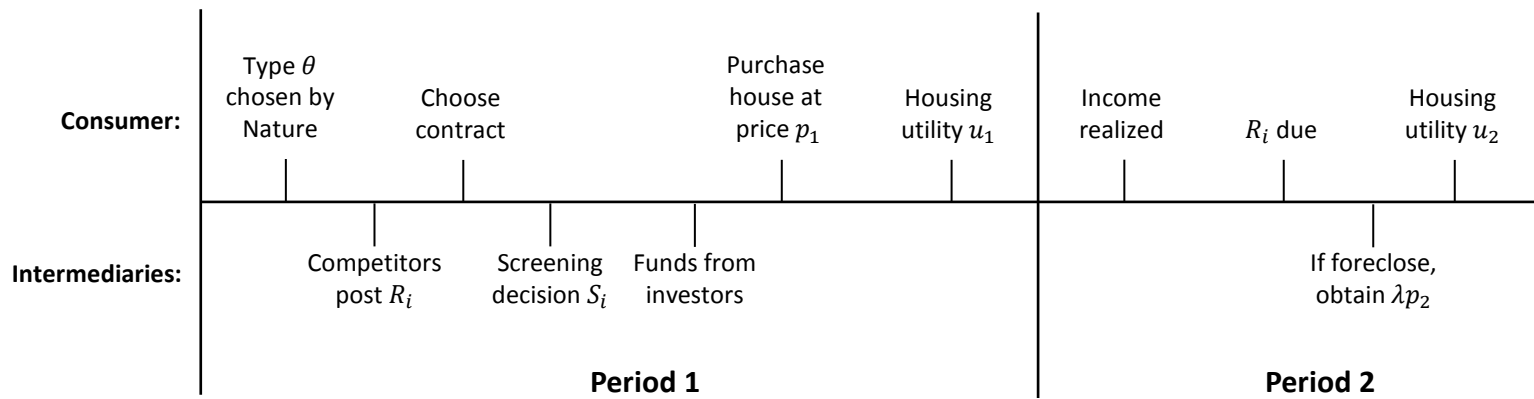 Consumer:
Type θ
chosen by
Nature
Choose
contract
Purchase
house at
price p₁
Housing
utility u₁
Income
realized
Rᵢ due
Housing
utility u₂
Intermediaries:
Competitors
post Rᵢ
Screening
decision Sᵢ
Funds from
investors
If foreclose,
obtain λp₂
Period 1
Period 2